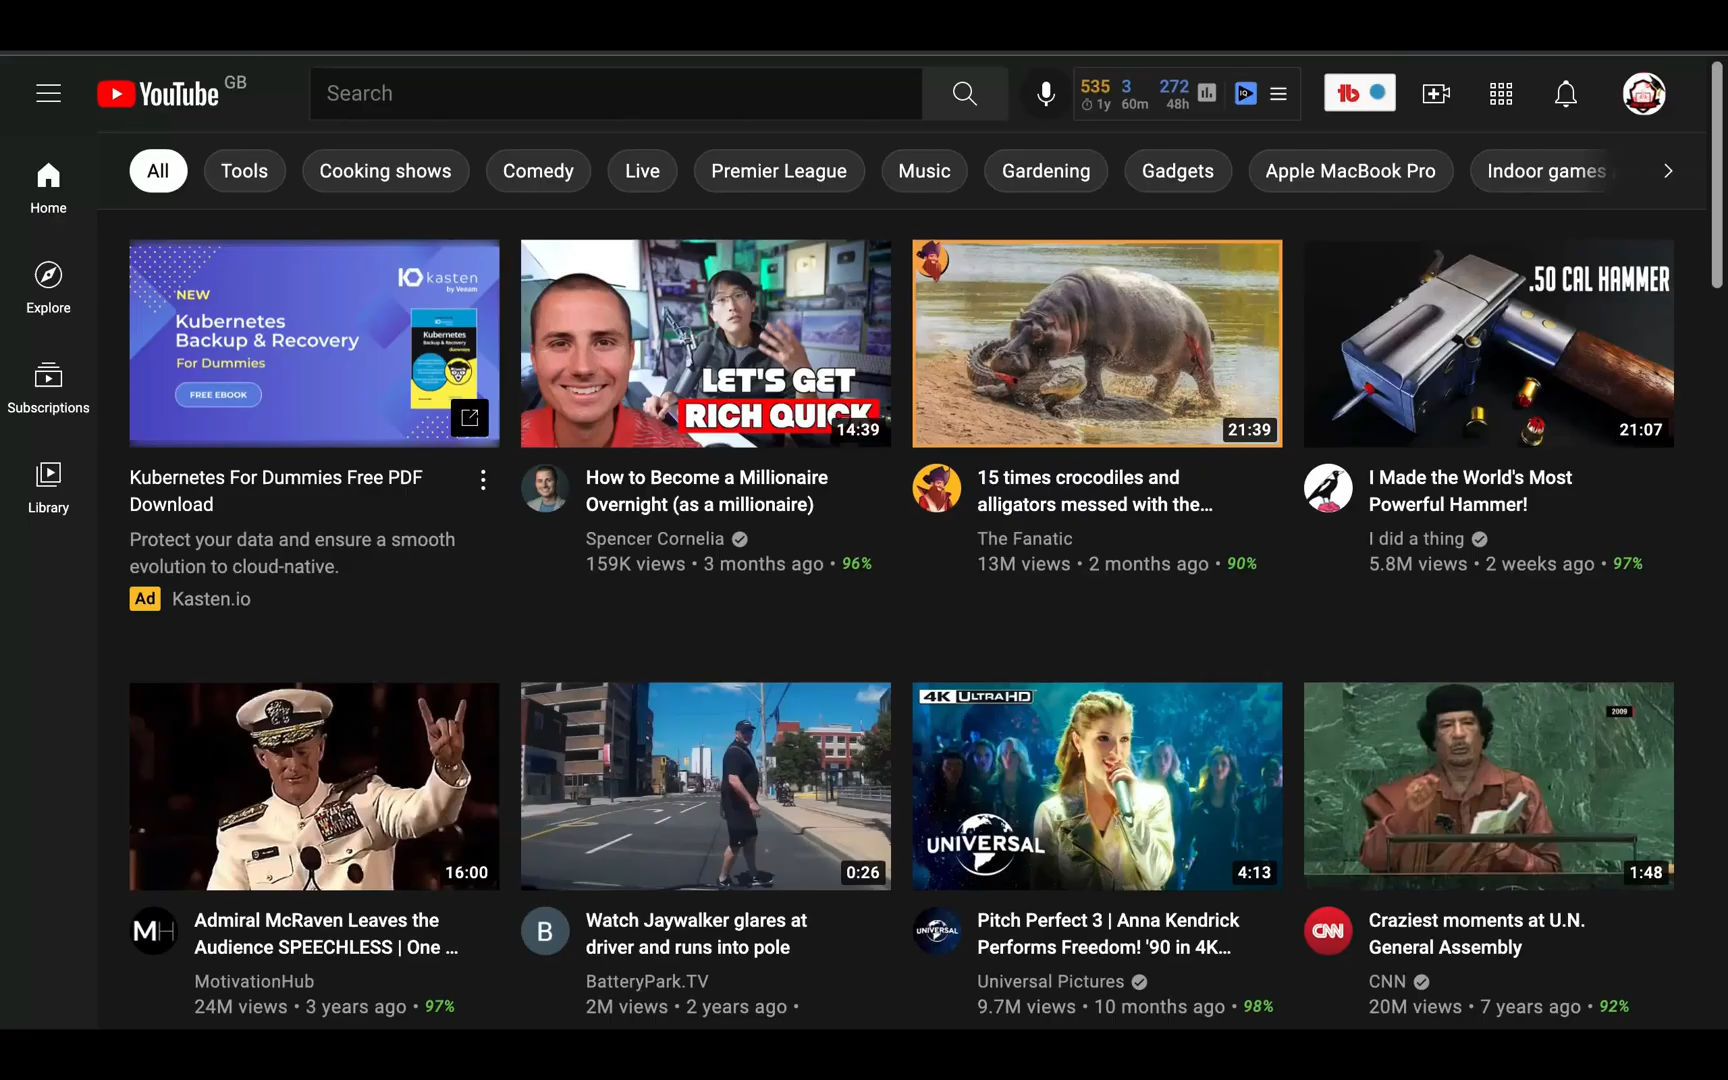 YouTube GB
Search
535 3 272
1y 60m 48h
All
Tools
Cooking shows
Comedy
Live
Premier League
Music
Gardening
Gadgets
Apple MacBook Pro
Indoor games
Home
Explore
Subscriptions
Library
NEW
Kubernetes
Backup & Recovery
For Dummies
FREE EBOOK
kasten
by Veeam
Kubernetes
Backup & Recovery
dummies
Kubernetes For Dummies Free PDF
Download
Protect your data and ensure a smooth
evolution to cloud-native.
Ad Kasten.io
LET'S GET
RICH QUICK
14:39
How to Become a Millionaire
Overnight (as a millionaire)
Spencer Cornelia
159K views • 3 months ago • 96%
21:39
15 times crocodiles and
alligators messed with the...
The Fanatic
13M views • 2 months ago • 90%
.50 CAL HAMMER
21:07
I Made the World's Most
Powerful Hammer!
I did a thing
5.8M views • 2 weeks ago • 97%
16:00
MH
Admiral McRaven Leaves the
Audience SPEECHLESS | One ...
MotivationHub
24M views • 3 years ago • 97%
0:26
B
Watch Jaywalker glares at
driver and runs into pole
BatteryPark.TV
2M views • 2 years ago •
4K ULTRA HD
UNIVERSAL
4:13
UNIVERSAL
Pitch Perfect 3 | Anna Kendrick
Performs Freedom! '90 in 4K...
Universal Pictures
9.7M views • 10 months ago • 98%
2009
1:48
CNN
Craziest moments at U.N.
General Assembly
CNN
20M views • 7 years ago • 92%